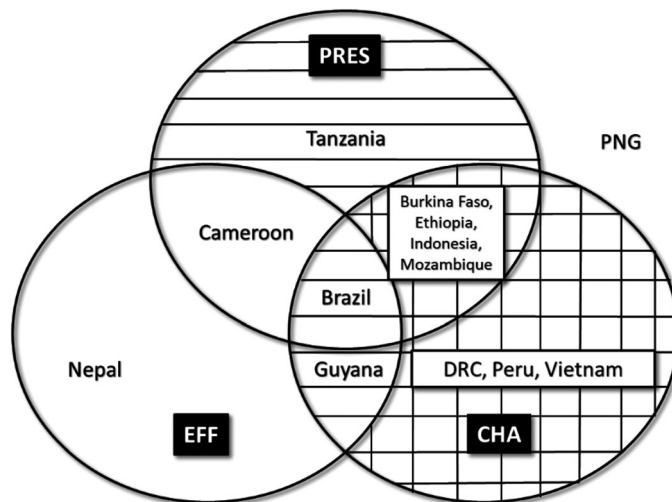 PRES
Tanzania
PNG
Burkina Faso,
Ethiopia,
Indonesia,
Mozambique
Cameroon
Brazil
Nepal
Guyana
DRC, Peru, Vietnam
EFF
CHA